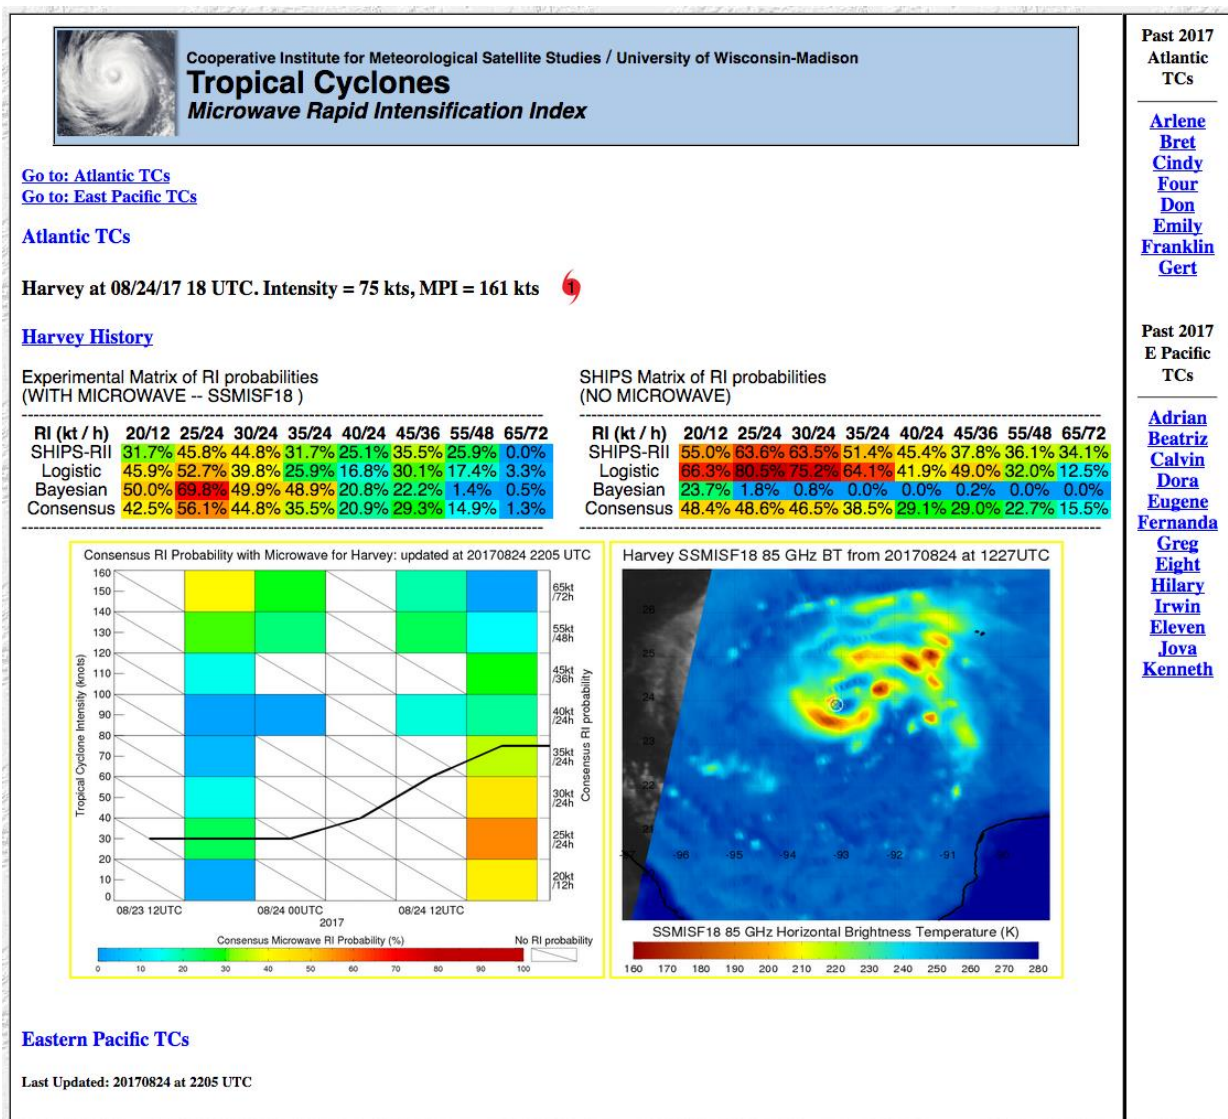 Cooperative Institute for Meteorological Satellite Studies / University of Wisconsin-Madison
Tropical Cyclones
Microwave Rapid Intensification Index
Go to: Atlantic TCs
Go to: East Pacific TCs
Atlantic TCs
Harvey at 08/24/17 18 UTC. Intensity = 75 kts, MPI = 161 kts
1
Harvey History
Experimental Matrix of RI probabilities
(WITH MICROWAVE -- SSMISF18 )
RI (kt / h) 20/12 25/24 30/24 35/24 40/24 45/36 55/48 65/72
SHIPS-RII 31.7% 45.8% 44.8% 31.7% 25.1% 35.5% 25.9% 0.0%
Logistic 45.9% 52.7% 39.8% 25.9% 16.8% 30.1% 17.4% 3.3%
Bayesian 50.0% 69.8% 49.9% 48.9% 20.8% 22.2% 1.4% 0.5%
Consensus 42.5% 56.1% 44.8% 35.5% 20.9% 29.3% 14.9% 1.3%
SHIPS Matrix of RI probabilities
(NO MICROWAVE)
RI (kt / h) 20/12 25/24 30/24 35/24 40/24 45/36 55/48 65/72
SHIPS-RII 55.0% 63.6% 63.5% 51.4% 45.4% 37.8% 36.1% 34.1%
Logistic 66.3% 80.5% 75.2% 64.1% 41.9% 49.0% 32.0% 12.5%
Bayesian 23.7% 1.8% 0.8% 0.0% 0.0% 0.2% 0.0% 0.0%
Consensus 48.4% 48.6% 46.5% 38.5% 29.1% 29.0% 22.7% 15.5%
Consensus RI Probability with Microwave for Harvey: updated at 20170824 2205 UTC
Tropical Cyclone Intensity (knots)
160
150
140
130
120
110
100
90
80
70
60
50
40
30
20
10
0
65kt
/72h
55kt
/48h
45kt
/36h
40kt
/24h
35kt
/24h
30kt
/24h
25kt
/24h
20kt
/12h
Consensus RI probability
08/23 12UTC 08/24 00UTC 08/24 12UTC
2017
Consensus Microwave RI Probability (%) No RI probability
0 10 20 30 40 50 60 70 80 90 100
Harvey SSMISF18 85 GHz BT from 20170824 at 1227UTC
26
25
24
23
22
21
-97 -96 -95 -94 -93 -92 -91 -90
SSMISF18 85 GHz Horizontal Brightness Temperature (K)
160 170 180 190 200 210 220 230 240 250 260 270 280
Eastern Pacific TCs
Last Updated: 20170824 at 2205 UTC
Past 2017
Atlantic
TCs
Arlene
Bret
Cindy
Four
Don
Emily
Franklin
Gert
Past 2017
E Pacific
TCs
Adrian
Beatriz
Calvin
Dora
Eugene
Fernanda
Greg
Eight
Hilary
Irwin
Eleven
Jova
Kenneth